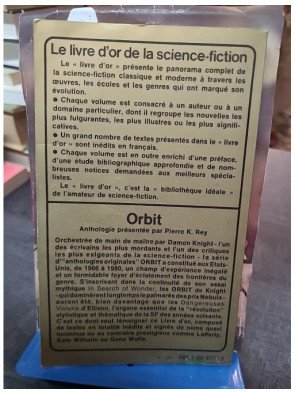 Le livre d'or de la science-fiction
Le « livre d'or » présente le panorama complet de
la science-fiction classique et moderne à travers les
œuvres, les écoles et les genres qui ont marqué son
évolution.
● Chaque volume est consacré à un auteur ou à un
domaine particulier, dont il regroupe les nouvelles les
plus fulgurantes, les plus illustres ou les plus signifi-
catives.
● Un grand nombre de textes présentés dans le « livre
d'or » sont inédits en français.
● Chaque volume est en outre enrichi d'une préface,
d'une étude bibliographique approfondie et de nom-
breuses notices demandées aux meilleurs spécia-
listes.
Le « livre d'or », c'est la « bibliothèque idéale »
de l'amateur de science-fiction.
Orbit
Anthologie présentée par Pierre K. Rey
Orchestrée de main de maître par Damon Knight - l'un
des écrivains les plus mordants et l'un des critiques
les plus exigeants de la science-fiction - la série
d'"anthologies originales" ORBIT a constitué aux Etats-
Unis, de 1966 à 1980, un champ d'expérience inégalé
et un formidable foyer d'éclatement des frontières du
genre. S'inscrivant dans la continuité de son essai
mythique In Search of Wonder, les ORBIT de Knight
- qui dominèrent longtemps le palmarès des prix Nebula -
auront été, bien davantage que les Dangereuses
Visions d'Ellison, l'organe essentiel de la "révolution"
stylistique et thématique de la SF des années soixante.
C'est ce dont veut témoigner ce Livre d'or, composé
de textes en totalité inédits et signés de noms quasi
inconnus ou au contraire prestigieux comme Lafferty,
Kate Wilhelm ou Gene Wolfe.